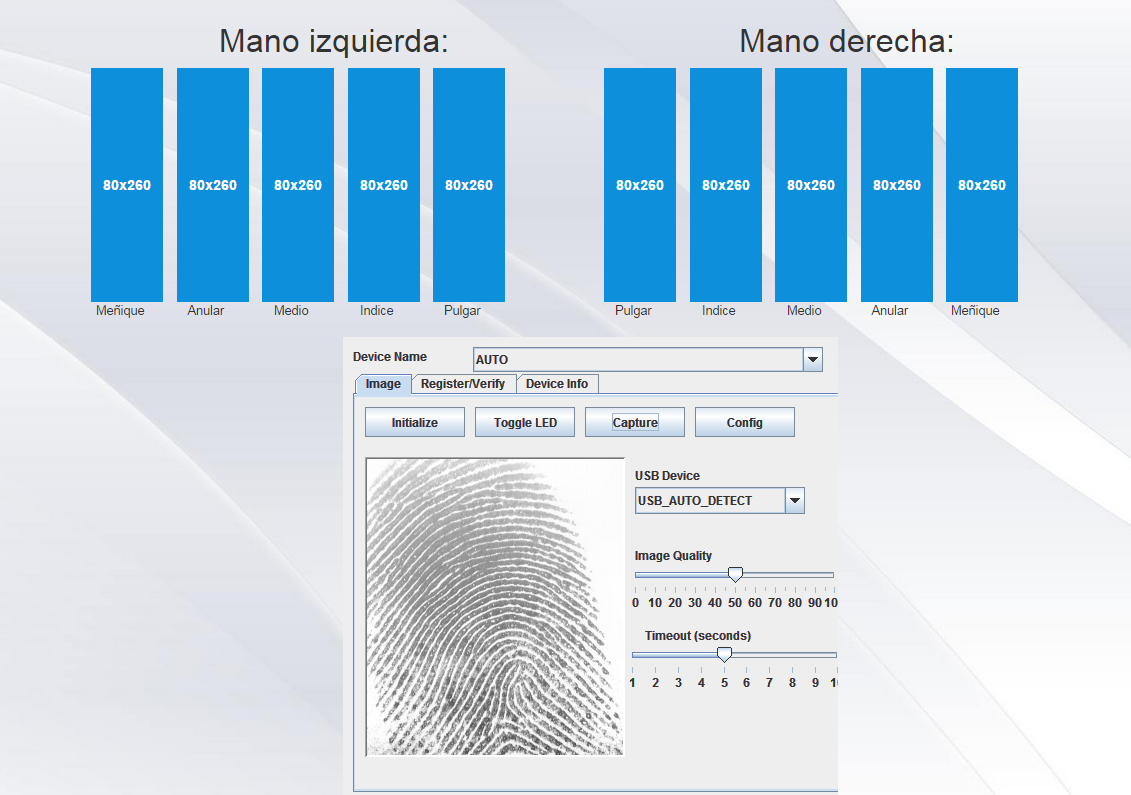 Mano izquierda:
Mano derecha:
80x260 80x260 80x260 80x260 80x260
80x260 80x260 80x260 80x260 80x260
Meñique Anular Medio Indice Pulgar
Pulgar Indice Medio Anular Meñique
Device Name AUTO
Image Register/Verify Device Info
Initialize Toggle LED Capture Config
USB Device
USB_AUTO_DETECT
Image Quality
0 10 20 30 40 50 60 70 80 90 10
Timeout (seconds)
1 2 3 4 5 6 7 8 9 1